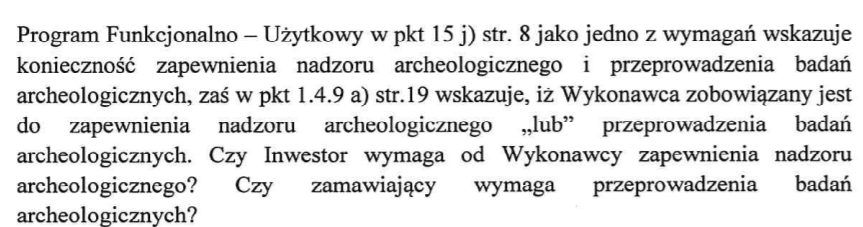 Program Funkcjonalno – Użytkowy w pkt 15 j) str. 8 jako jedno z wymagań wskazuje
konieczność zapewnienia nadzoru archeologicznego i przeprowadzenia badań
archeologicznych, zaś w pkt 1.4.9 a) str.19 wskazuje, iż Wykonawca zobowiązany jest
do zapewnienia nadzoru archeologicznego „lub” przeprowadzenia badań
archeologicznych. Czy Inwestor wymaga od Wykonawcy zapewnienia nadzoru
archeologicznego? Czy zamawiający wymaga przeprowadzenia badań
archeologicznych?